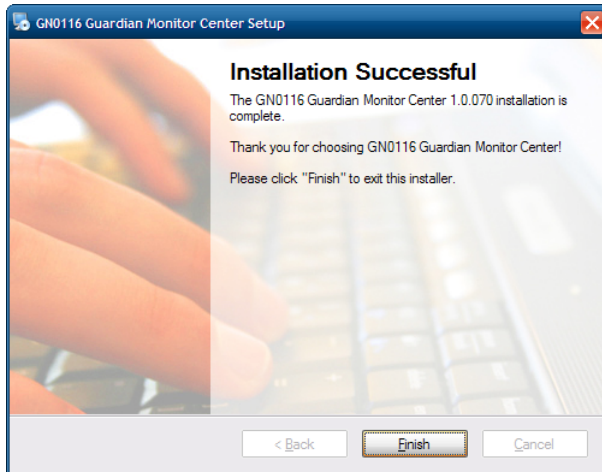 GN0116 Guardian Monitor Center Setup
Installation Successful
The GN0116 Guardian Monitor Center 1.0.070 installation is
complete.
Thank you for choosing GN0116 Guardian Monitor Center!
Please click "Finish" to exit this installer.
< Back Finish Cancel